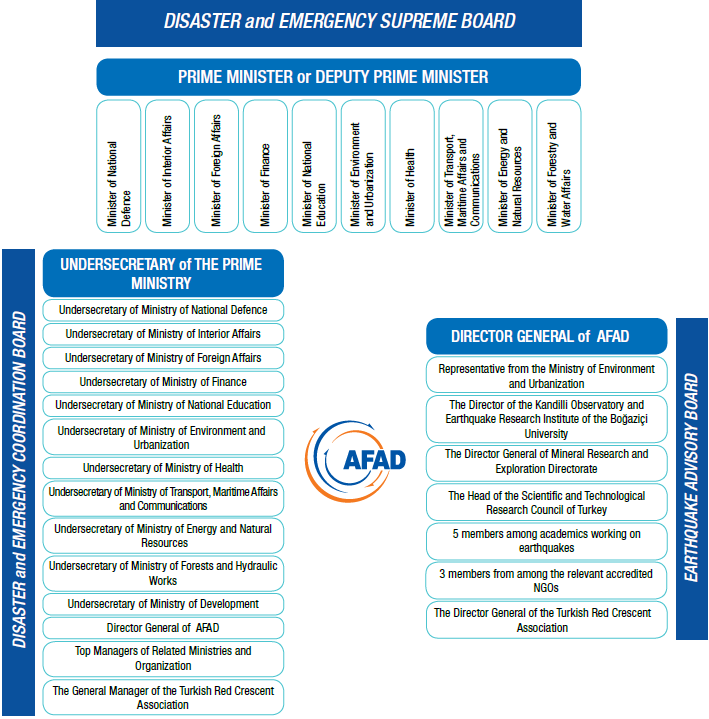 DISASTER and EMERGENCY SUPREME BOARD
PRIME MINISTER or DEPUTY PRIME MINISTER
Minister of National
Defence
Minister of Interior Affairs
Minister of Foreign Affairs
Minister of Finance
Minister of National
Education
Minister of Environment
and Urbanization
Minister of Health
Minister of Transport,
Maritime Affairs and
Communications
Minister of Energy and
Natural Resources
Minister of Forestry and
Water Affairs
DISASTER and EMERGENCY COORDINATION BOARD
UNDERSECRETARY of THE PRIME
MINISTRY
Undersecretary of Ministry of National Defence
Undersecretary of Ministry of Interior Affairs
Undersecretary of Ministry of Foreign Affairs
Undersecretary of Ministry of Finance
Undersecretary of Ministry of National Education
Undersecretary of Ministry of Environment and
Urbanization
Undersecretary of Ministry of Health
Undersecretary of Ministry of Transport, Maritime Affairs
and Communications
Undersecretary of Ministry of Energy and Natural
Resources
Undersecretary of Ministry of Forests and Hydraulic
Works
Undersecretary of Ministry of Development
Director General of AFAD
Top Managers of Related Ministries and
Organization
The General Manager of the Turkish Red Crescent
Association
AFAD
DIRECTOR GENERAL of AFAD
Representative from the Ministry of Environment
and Urbanization
The Director of the Kandilli Observatory and
Earthquake Research Institute of the Boğaziçi
University
The Director General of Mineral Research and
Exploration Directorate
The Head of the Scientific and Technological
Research Council of Turkey
5 members among academics working on
earthquakes
3 members from among the relevant accredited
NGOs
The Director General of the Turkish Red Crescent
Association
EARTHQUAKE ADVISORY BOARD